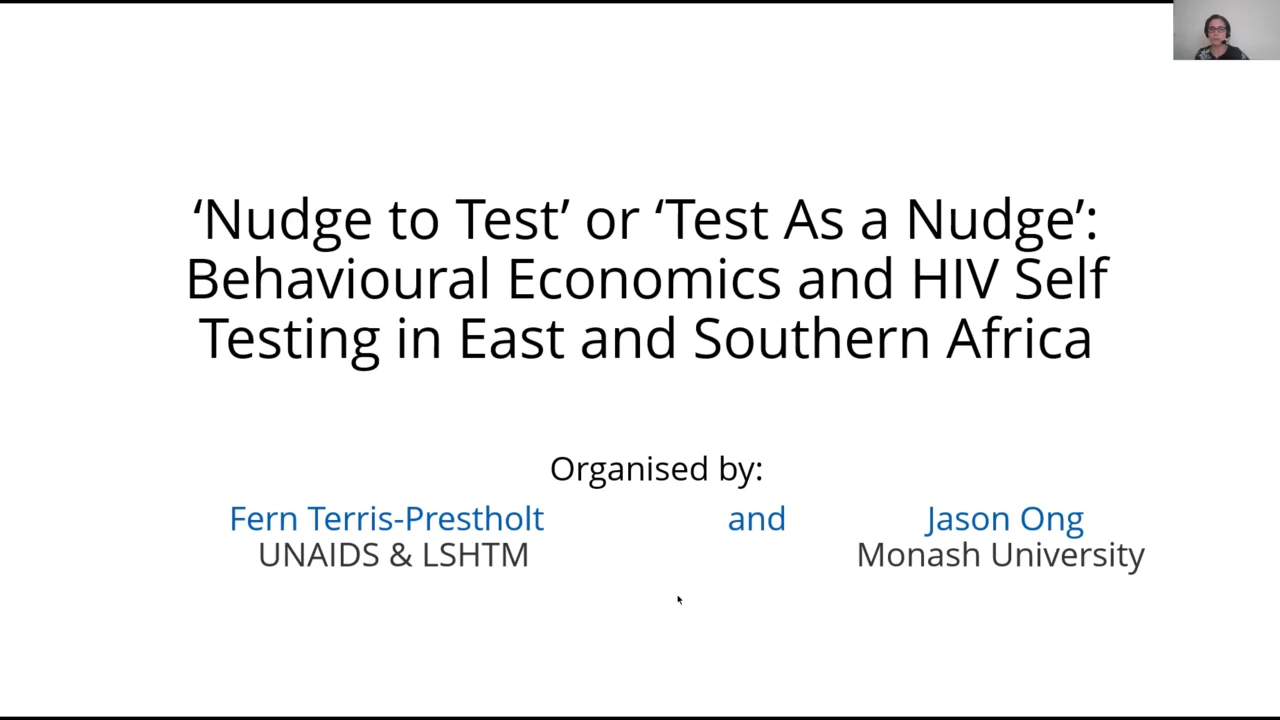 ‘Nudge to Test’ or ‘Test As a Nudge’:
Behavioural Economics and HIV Self
Testing in East and Southern Africa
Organised by:
Fern Terris-Prestholt and Jason Ong
UNAIDS & LSHTM Monash University